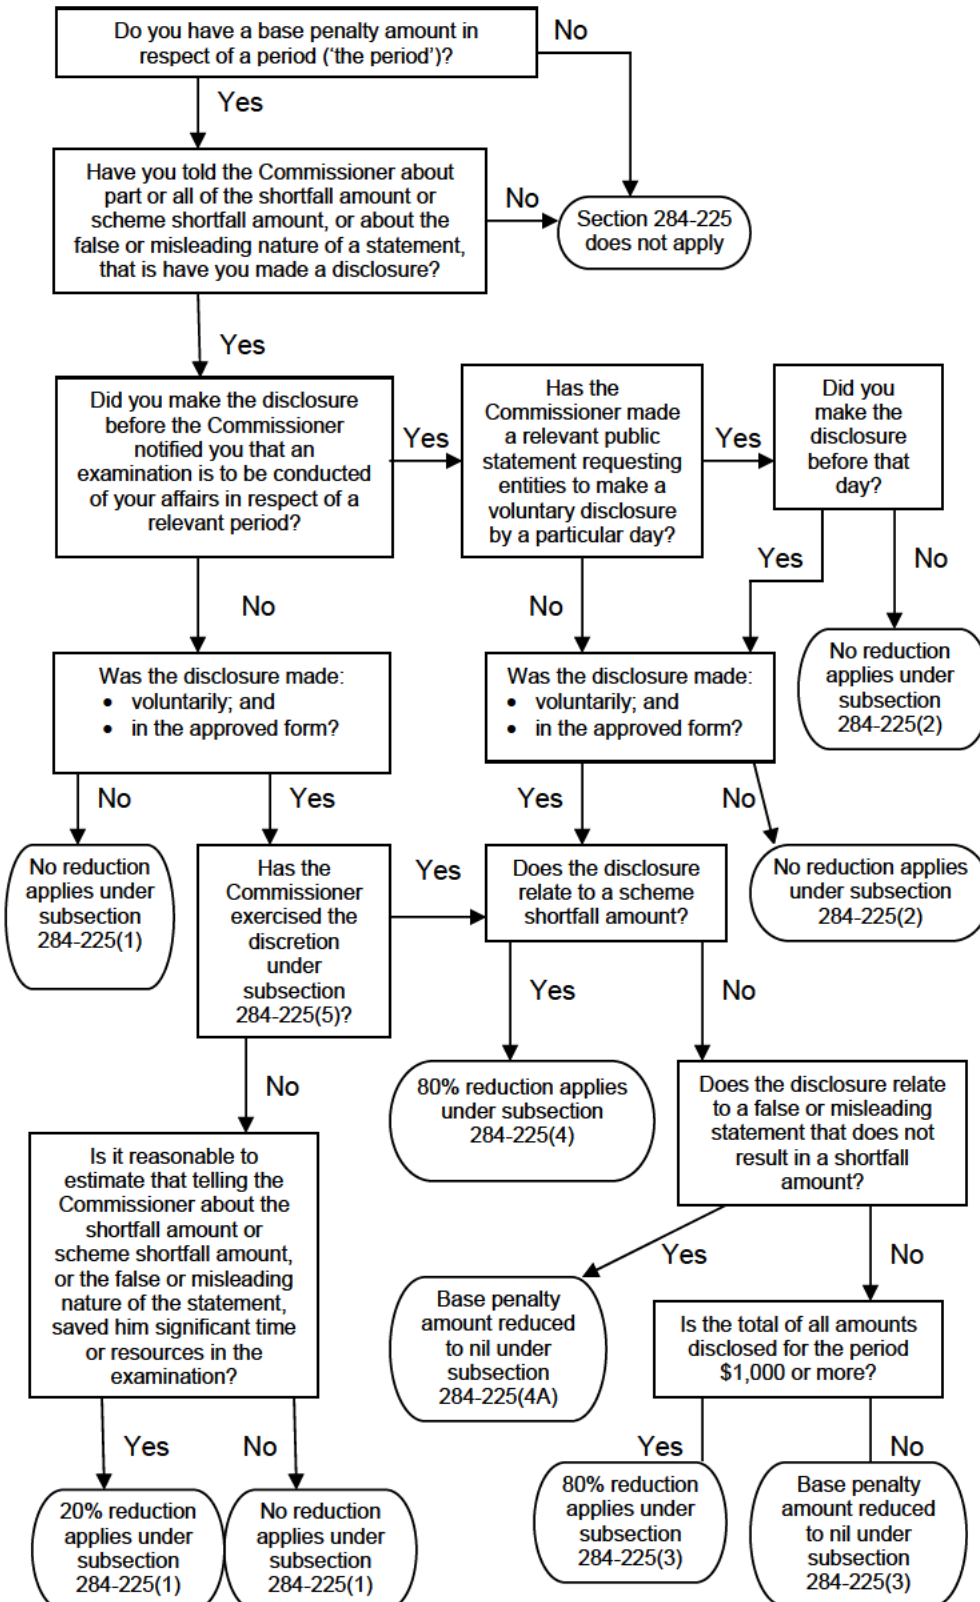 Do you have a base penalty amount in
respect of a period ('the period')?
No
Yes
Have you told the Commissioner about
part or all of the shortfall amount or
scheme shortfall amount, or about the
false or misleading nature of a statement,
that is have you made a disclosure?
No
Section 284-225
does not apply
Yes
Did you make the disclosure
before the Commissioner
notified you that an
examination is to be conducted
of your affairs in respect of a
relevant period?
Yes
Has the
Commissioner made
a relevant public
statement requesting
entities to make a
voluntary disclosure
by a particular day?
Yes
Did you
make the
disclosure
before that
day?
No
No
Yes
No
Was the disclosure made:
• voluntarily; and
• in the approved form?
Was the disclosure made:
• voluntarily; and
• in the approved form?
No reduction
applies under
subsection
284-225(2)
No
Yes
Yes
No
No reduction
applies under
subsection
284-225(1)
Has the
Commissioner
exercised the
discretion
under
subsection
284-225(5)?
Yes
Does the disclosure
relate to a scheme
shortfall amount?
No reduction applies
under subsection
284-225(2)
Yes
No
No
80% reduction applies
under subsection
284-225(4)
Does the disclosure relate
to a false or misleading
statement that does not
result in a shortfall
amount?
Is it reasonable to
estimate that telling the
Commissioner about the
shortfall amount or
scheme shortfall amount,
or the false or misleading
nature of the statement,
saved him significant time
or resources in the
examination?
Yes
No
Base penalty
amount reduced
to nil under
subsection
284-225(4A)
Is the total of all amounts
disclosed for the period
$1,000 or more?
Yes
No
Yes
No
20% reduction
applies under
subsection
284-225(1)
No reduction
applies under
subsection
284-225(1)
80% reduction
applies under
subsection
284-225(3)
Base penalty
amount reduced
to nil under
subsection
284-225(3)